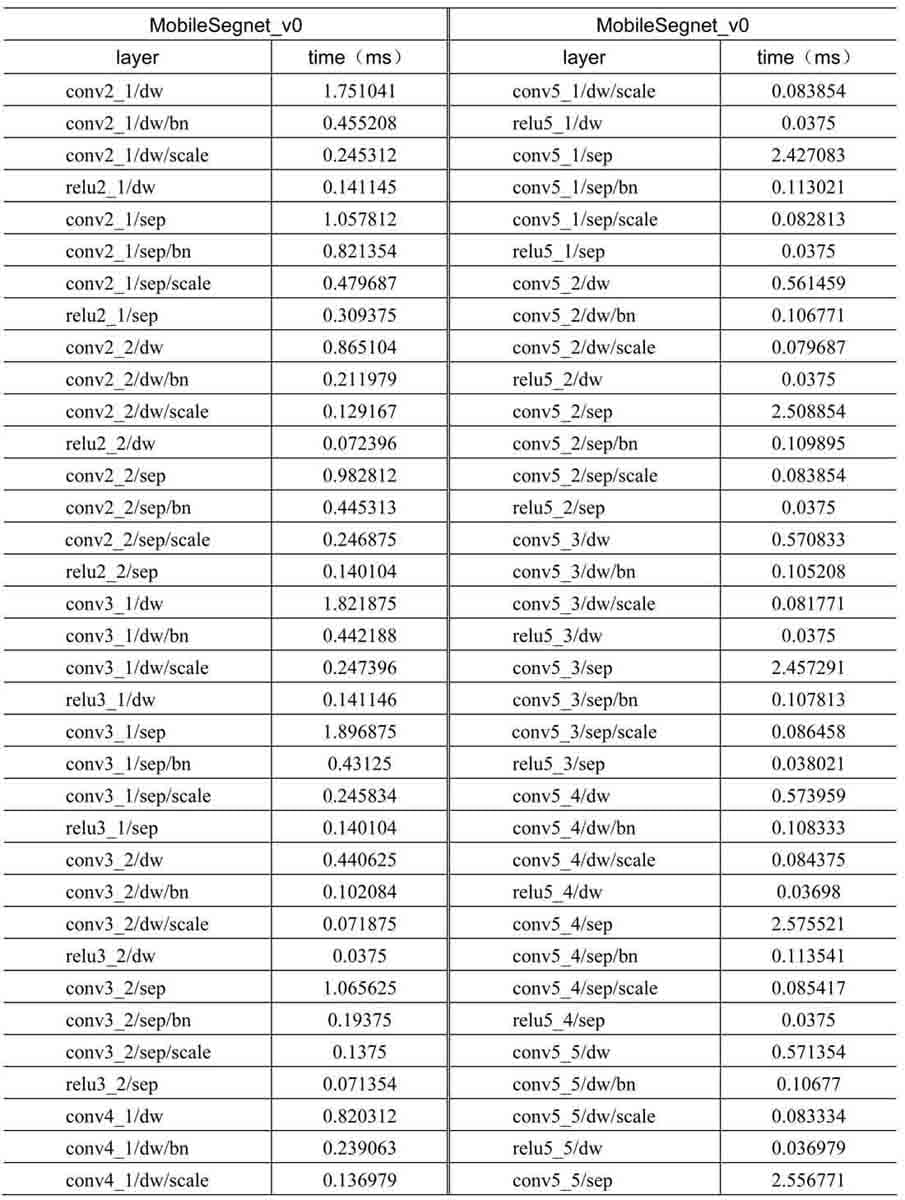 MobileSegnet_v0 MobileSegnet_v0
layer time（ms） layer time（ms）
conv2_1/dw 1.751041 conv5_1/dw/scale 0.083854
conv2_1/dw/bn 0.455208 relu5_1/dw 0.0375
conv2_1/dw/scale 0.245312 conv5_1/sep 2.427083
relu2_1/dw 0.141145 conv5_1/sep/bn 0.113021
conv2_1/sep 1.057812 conv5_1/sep/scale 0.082813
conv2_1/sep/bn 0.821354 relu5_1/sep 0.0375
conv2_1/sep/scale 0.479687 conv5_2/dw 0.561459
relu2_1/sep 0.309375 conv5_2/dw/bn 0.106771
conv2_2/dw 0.865104 conv5_2/dw/scale 0.079687
conv2_2/dw/bn 0.211979 relu5_2/dw 0.0375
conv2_2/dw/scale 0.129167 conv5_2/sep 2.508854
relu2_2/dw 0.072396 conv5_2/sep/bn 0.109895
conv2_2/sep 0.982812 conv5_2/sep/scale 0.083854
conv2_2/sep/bn 0.445313 relu5_2/sep 0.0375
conv2_2/sep/scale 0.246875 conv5_3/dw 0.570833
relu2_2/sep 0.140104 conv5_3/dw/bn 0.105208
conv3_1/dw 1.821875 conv5_3/dw/scale 0.081771
conv3_1/dw/bn 0.442188 relu5_3/dw 0.0375
conv3_1/dw/scale 0.247396 conv5_3/sep 2.457291
relu3_1/dw 0.141146 conv5_3/sep/bn 0.107813
conv3_1/sep 1.896875 conv5_3/sep/scale 0.086458
conv3_1/sep/bn 0.43125 relu5_3/sep 0.038021
conv3_1/sep/scale 0.245834 conv5_4/dw 0.573959
relu3_1/sep 0.140104 conv5_4/dw/bn 0.108333
conv3_2/dw 0.440625 conv5_4/dw/scale 0.084375
conv3_2/dw/bn 0.102084 relu5_4/dw 0.03698
conv3_2/dw/scale 0.071875 conv5_4/sep 2.575521
relu3_2/dw 0.0375 conv5_4/sep/bn 0.113541
conv3_2/sep 1.065625 conv5_4/sep/scale 0.085417
conv3_2/sep/bn 0.19375 relu5_4/sep 0.0375
conv3_2/sep/scale 0.1375 conv5_5/dw 0.571354
relu3_2/sep 0.071354 conv5_5/dw/bn 0.10677
conv4_1/dw 0.820312 conv5_5/dw/scale 0.083334
conv4_1/dw/bn 0.239063 relu5_5/dw 0.036979
conv4_1/dw/scale 0.136979 conv5_5/sep 2.556771